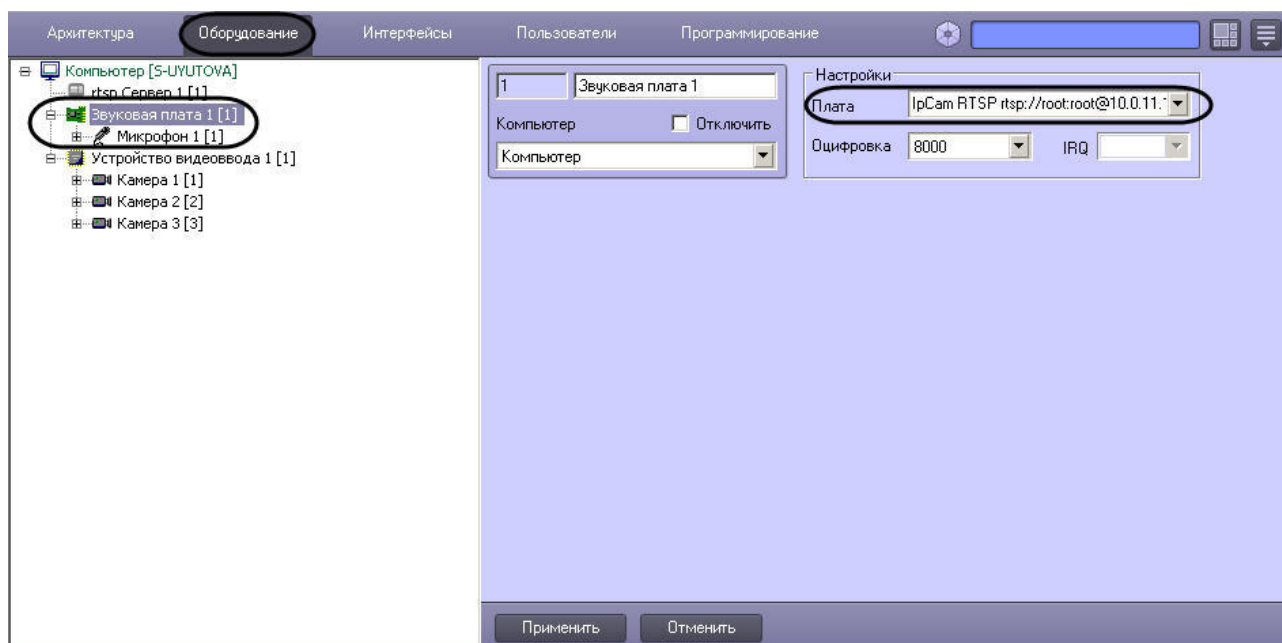 Архитектура Оборудование Интерфейсы Пользователи Программирование
Компьютер [S-UYUTOVA]
rtsp Сервер 1 [1]
Звуковая плата 1 [1]
Микрофон 1 [1]
Устройство видеоввода 1 [1]
Камера 1 [1]
Камера 2 [2]
Камера 3 [3]
1 Звуковая плата 1
Компьютер Отключить
Компьютер
Настройки
Плата IpCam RTSP rtsp://root:root@10.0.11.
Оцифровка 8000 IRQ
Применить Отменить